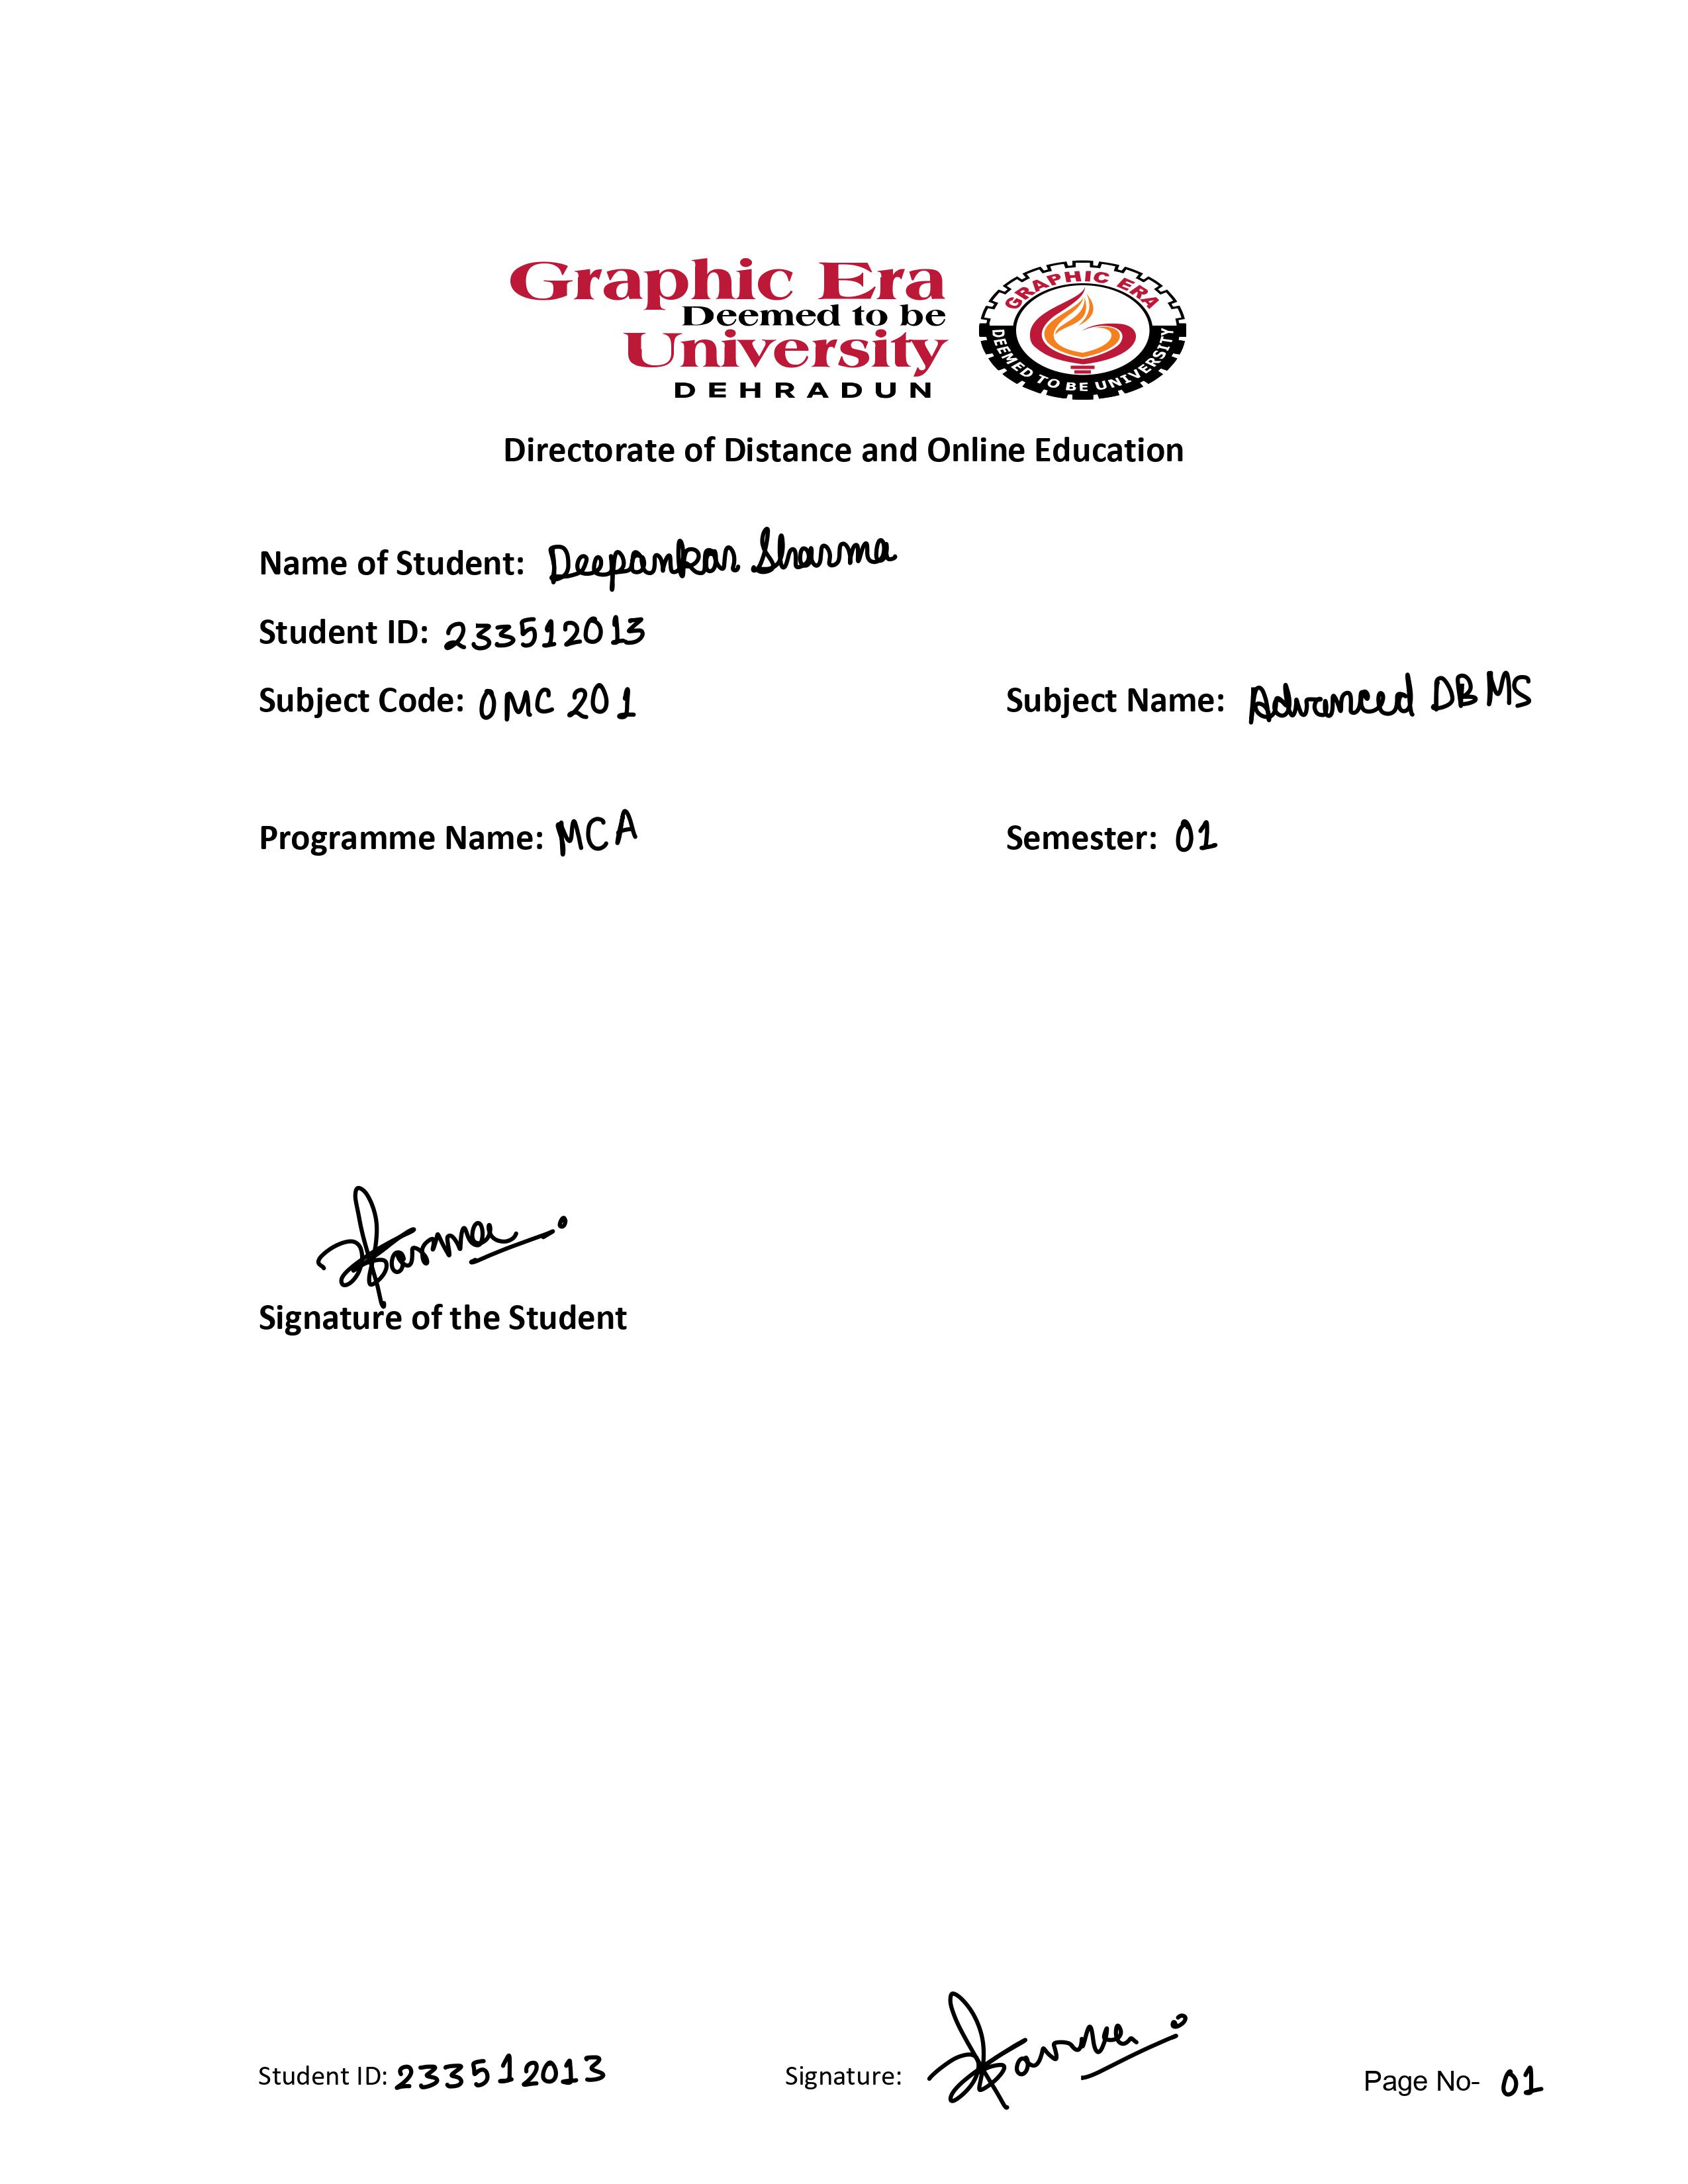 Graphic Era
Deemed to be
University
DEHRADUN
GRAPHIC ERA
DEEMED TO BE UNIVERSITY
Directorate of Distance and Online Education
Name of Student: Deepankar Sharma
Student ID: 233512013
Subject Code: OMC 201 Subject Name: Advanced DBMS
Programme Name: MCA Semester: 01
Sharma
Signature of the Student
Student ID: 233512013 Signature: Sharma Page No- 01